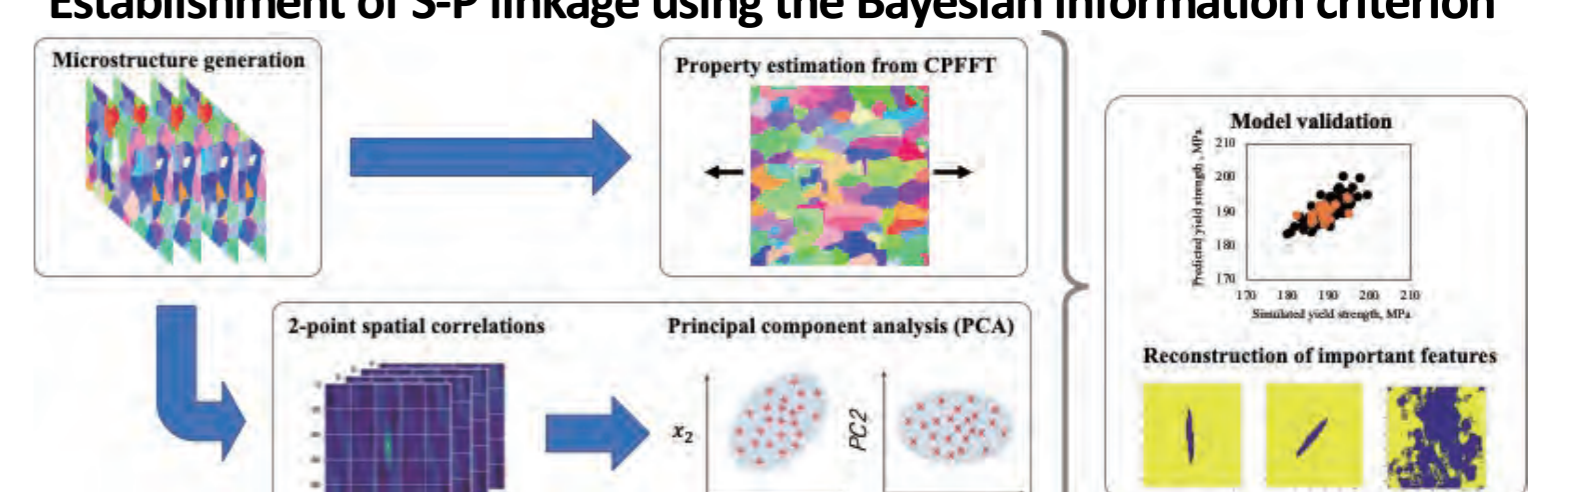 Establishment of S-P linkage using the Bayesian information criterion
Microstructure generation
Property estimation from CPFFT
Model validation
Predicted yield strength, MPa
210
200
190
180
170
170 180 190 200 210
Simulated yield strength, MPa
2-point spatial correlations
Principal component analysis (PCA)
x₂
PC2
Reconstruction of important features